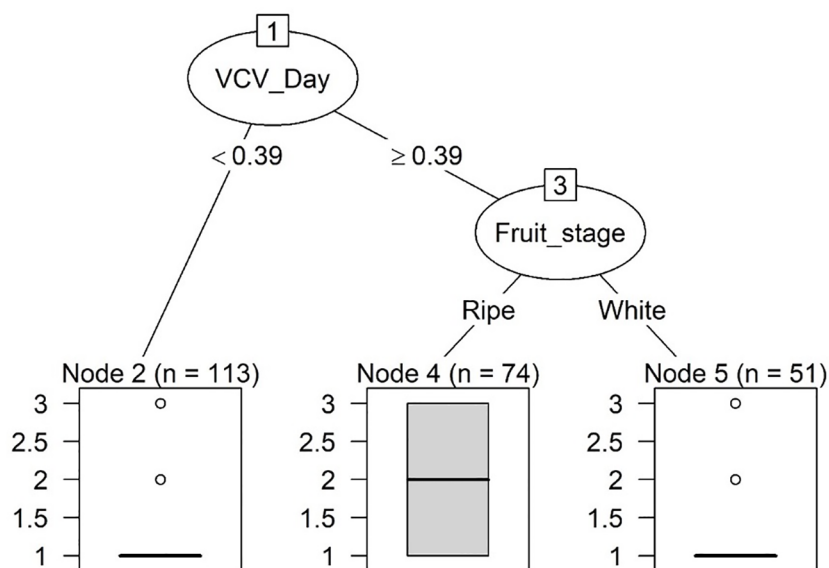 1
VCV_Day
< 0.39
≥ 0.39
3
Fruit_stage
Ripe
White
Node 2 (n = 113)
3
2.5
2
1.5
1
Node 4 (n = 74)
3
2.5
2
1.5
1
Node 5 (n = 51)
3
2.5
2
1.5
1